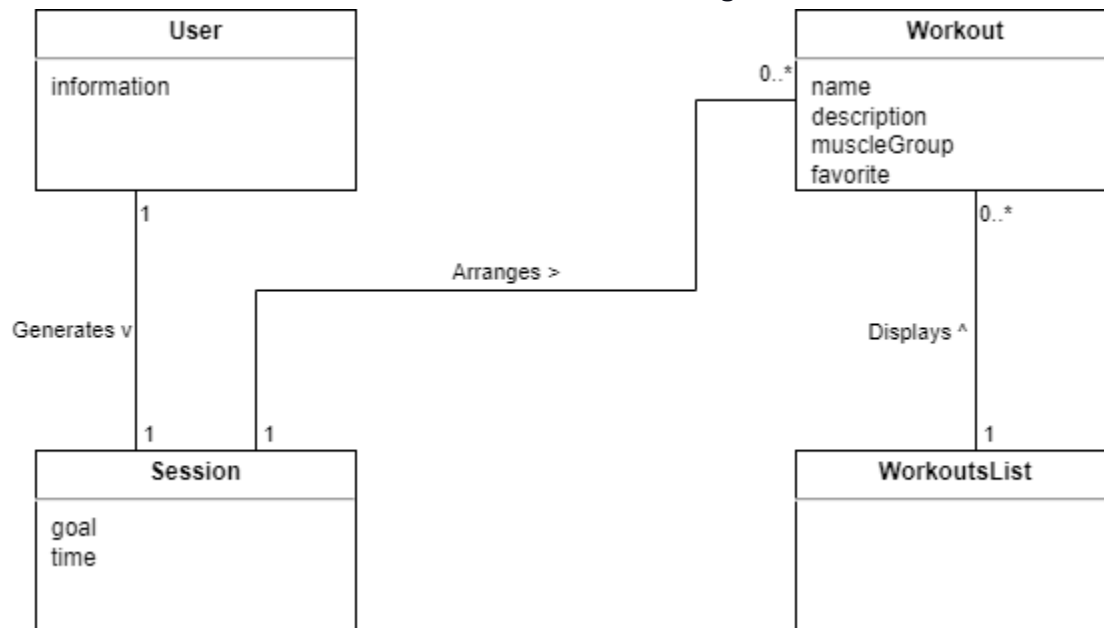 User
information
Workout
name
description
muscleGroup
favorite
0..*
1
0..*
Arranges >
Generates v
Displays ^
1
1
1
Session
goal
time
WorkoutsList